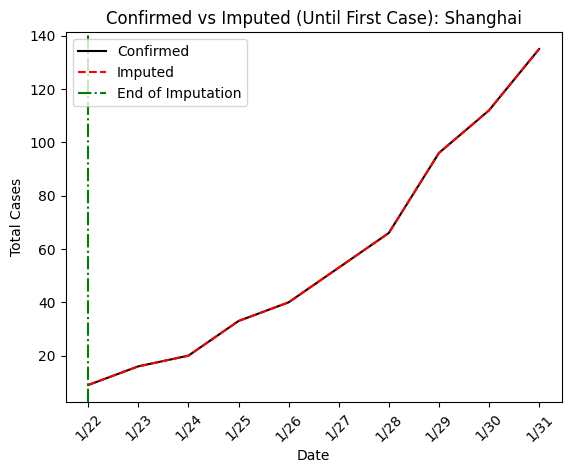 Confirmed vs Imputed (Until First Case): Shanghai
Confirmed
Imputed
End of Imputation
Total Cases
140
120
100
80
60
40
20
1/22
1/23
1/24
1/25
1/26
1/27
1/28
1/29
1/30
1/31
Date